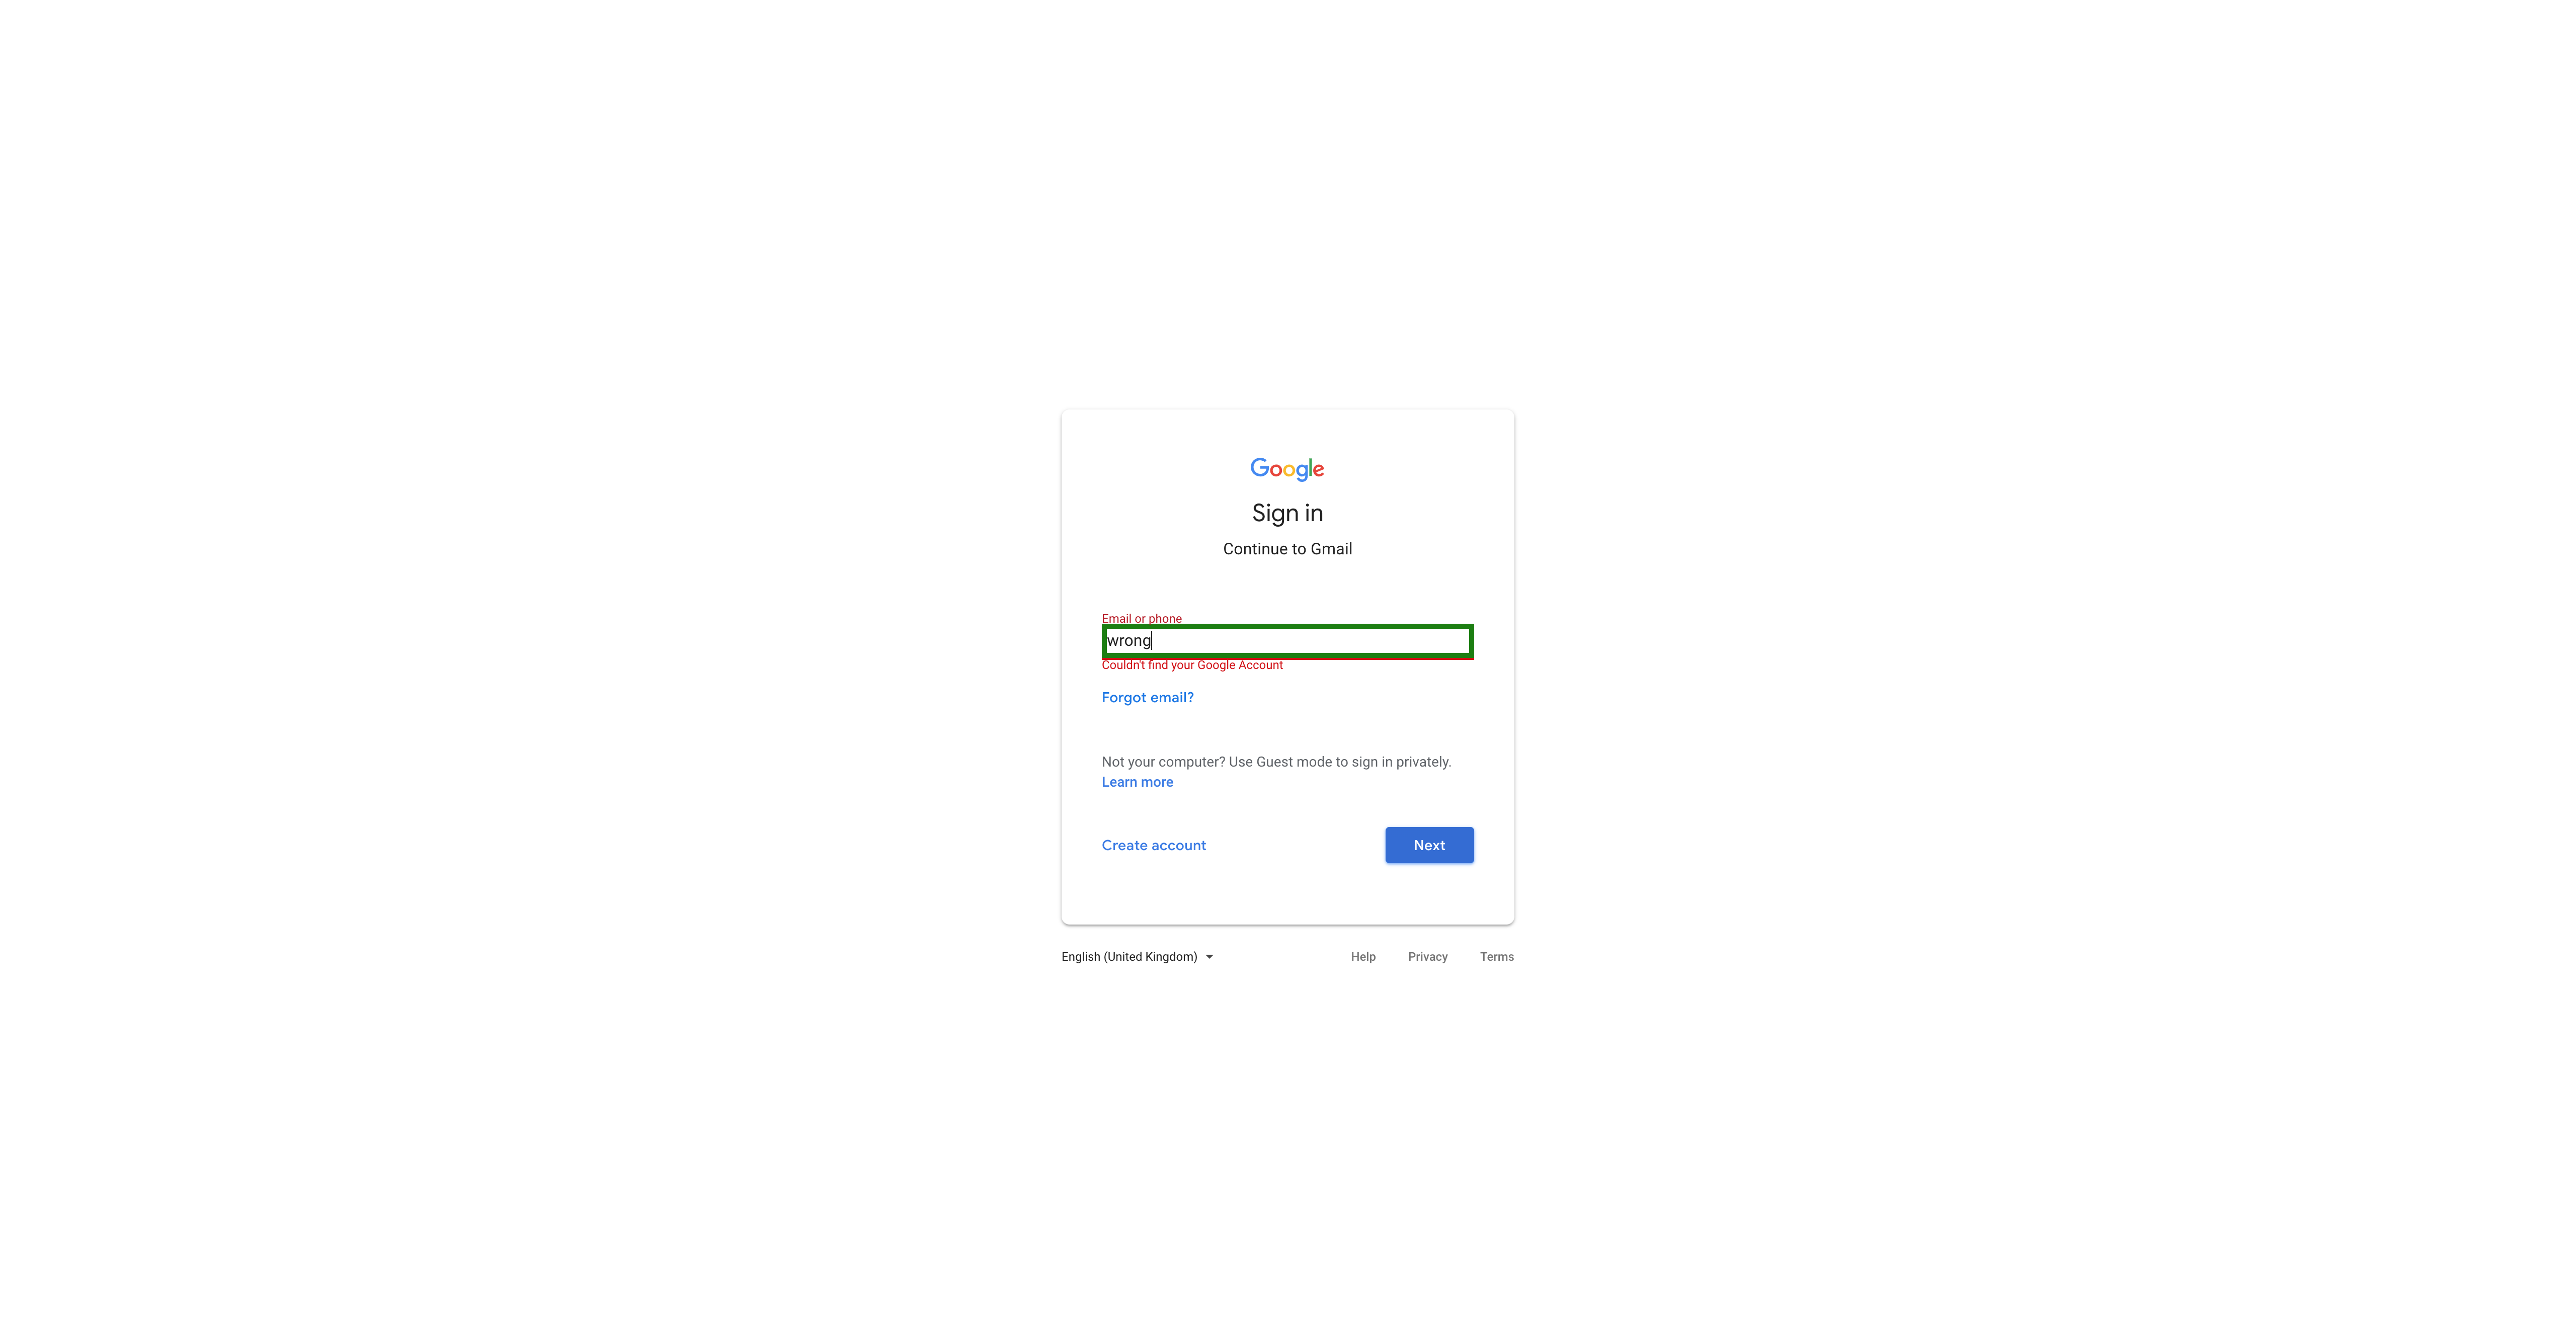 Google
Sign in
Continue to Gmail
Email or phone
wrong
Couldn't find your Google Account
Forgot email?
Not your computer? Use Guest mode to sign in privately.
Learn more
Create account
Next
English (United Kingdom)
Help
Privacy
Terms